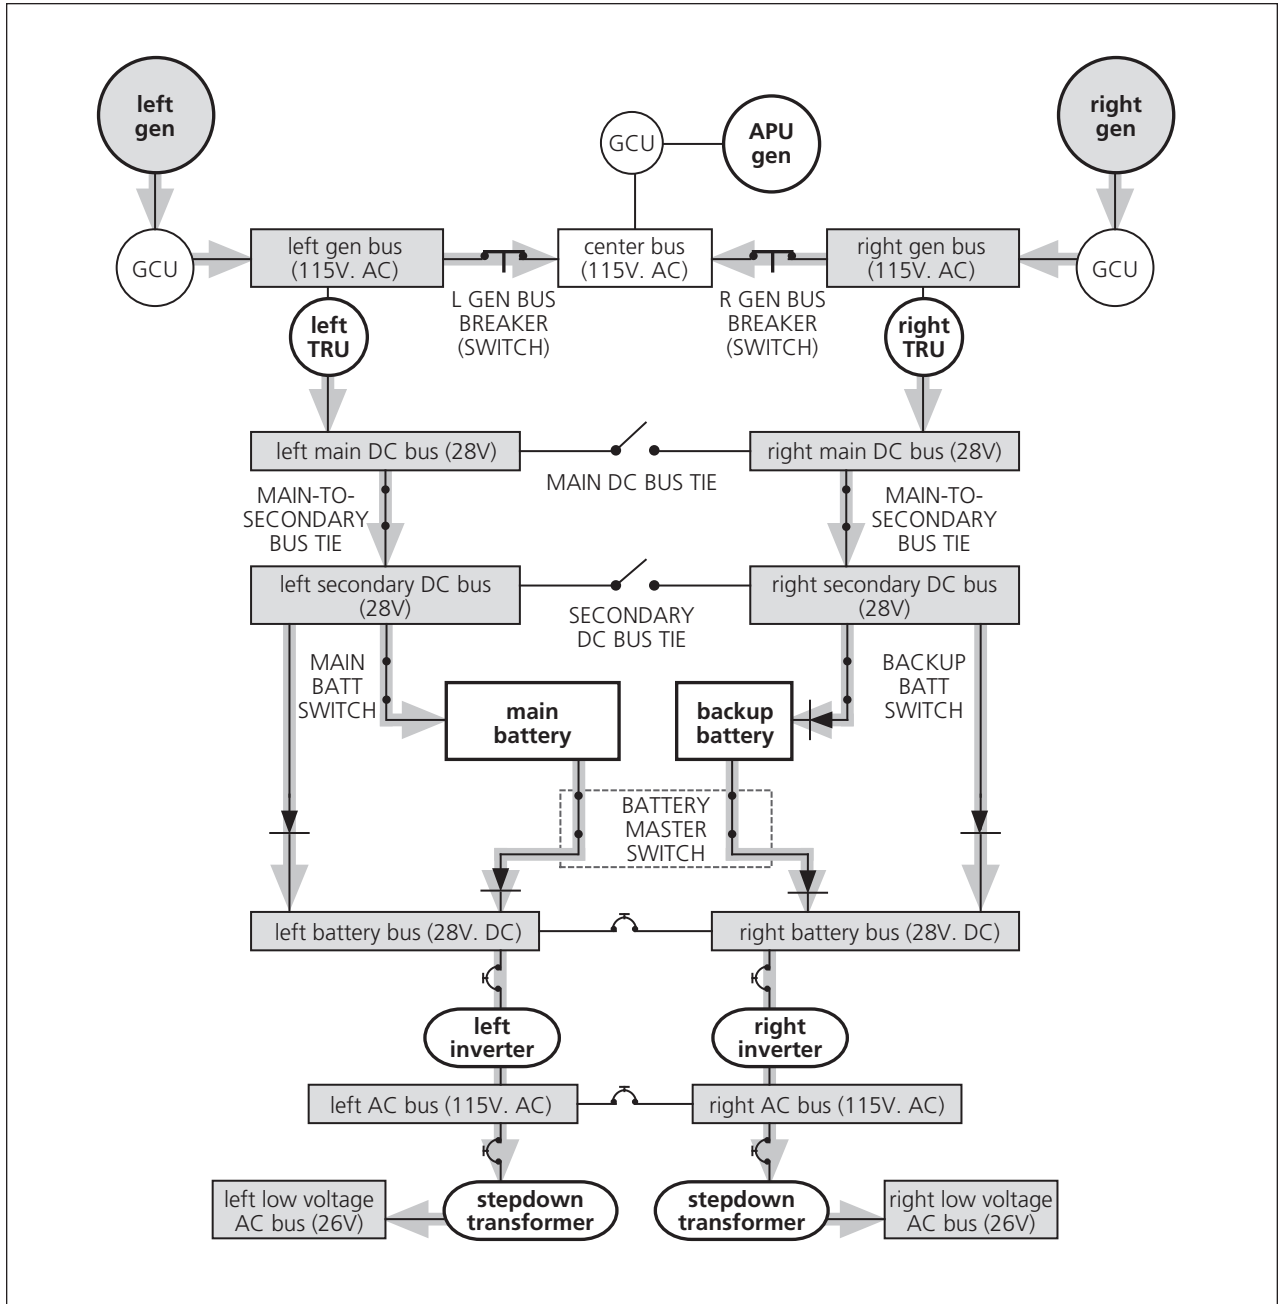 left
gen
right
gen
GCU
APU
gen
GCU
left gen bus
(115V. AC)
center bus
(115V. AC)
right gen bus
(115V. AC)
GCU
L GEN BUS
BREAKER
(SWITCH)
R GEN BUS
BREAKER
(SWITCH)
left
TRU
right
TRU
left main DC bus (28V)
right main DC bus (28V)
MAIN DC BUS TIE
MAIN-TO-
SECONDARY
BUS TIE
MAIN-TO-
SECONDARY
BUS TIE
left secondary DC bus
(28V)
right secondary DC bus
(28V)
SECONDARY
DC BUS TIE
MAIN
BATT
SWITCH
BACKUP
BATT
SWITCH
main
battery
backup
battery
BATTERY
MASTER
SWITCH
left battery bus (28V. DC)
right battery bus (28V. DC)
left
inverter
right
inverter
left AC bus (115V. AC)
right AC bus (115V. AC)
left low voltage
AC bus (26V)
stepdown
transformer
stepdown
transformer
right low voltage
AC bus (26V)